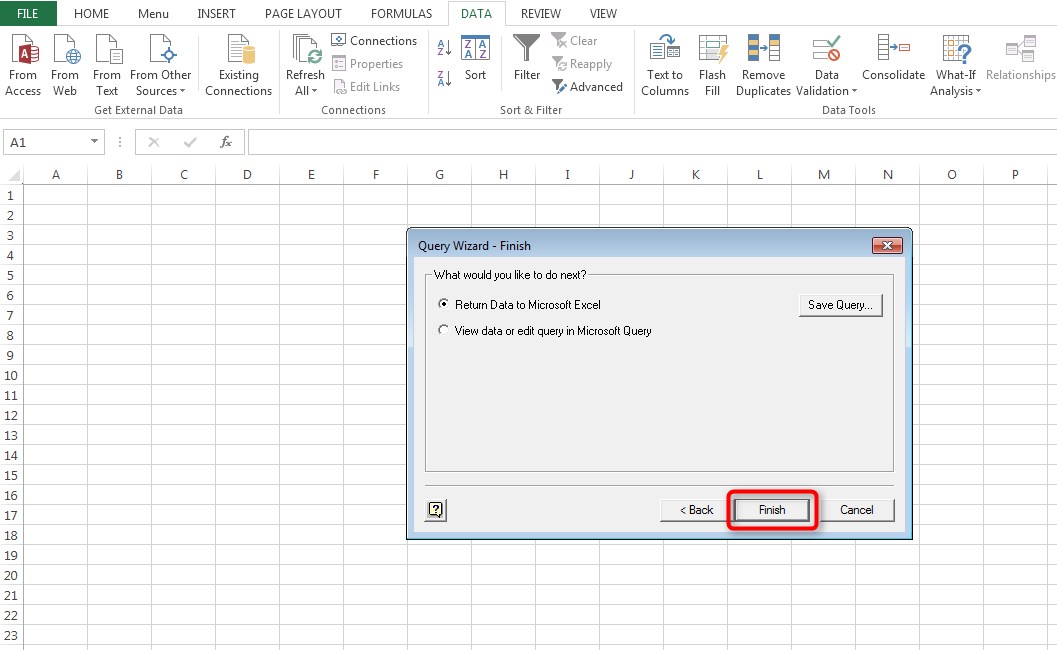 FILE HOME Menu INSERT PAGE LAYOUT FORMULAS DATA REVIEW VIEW
From Access
From Web
From Text
From Other Sources
Existing Connections
Get External Data
Refresh All
Connections
Properties
Edit Links
Connections
A Z
Z A
Z A A Z
Sort
Filter
Clear
Reapply
Advanced
Sort & Filter
Text to Columns
Flash Fill
Remove Duplicates
Data Validation
Consolidate
What-If Analysis
Relationships
Data Tools
A1 fx
A B C D E F G H I J K L M N O P
1
2
3
4
5
6
7
8
9
10
11
12
13
14
15
16
17
18
19
20
21
22
23
Query Wizard - Finish
What would you like to do next?
Return Data to Microsoft Excel
Save Query...
View data or edit query in Microsoft Query
?
< Back Finish Cancel